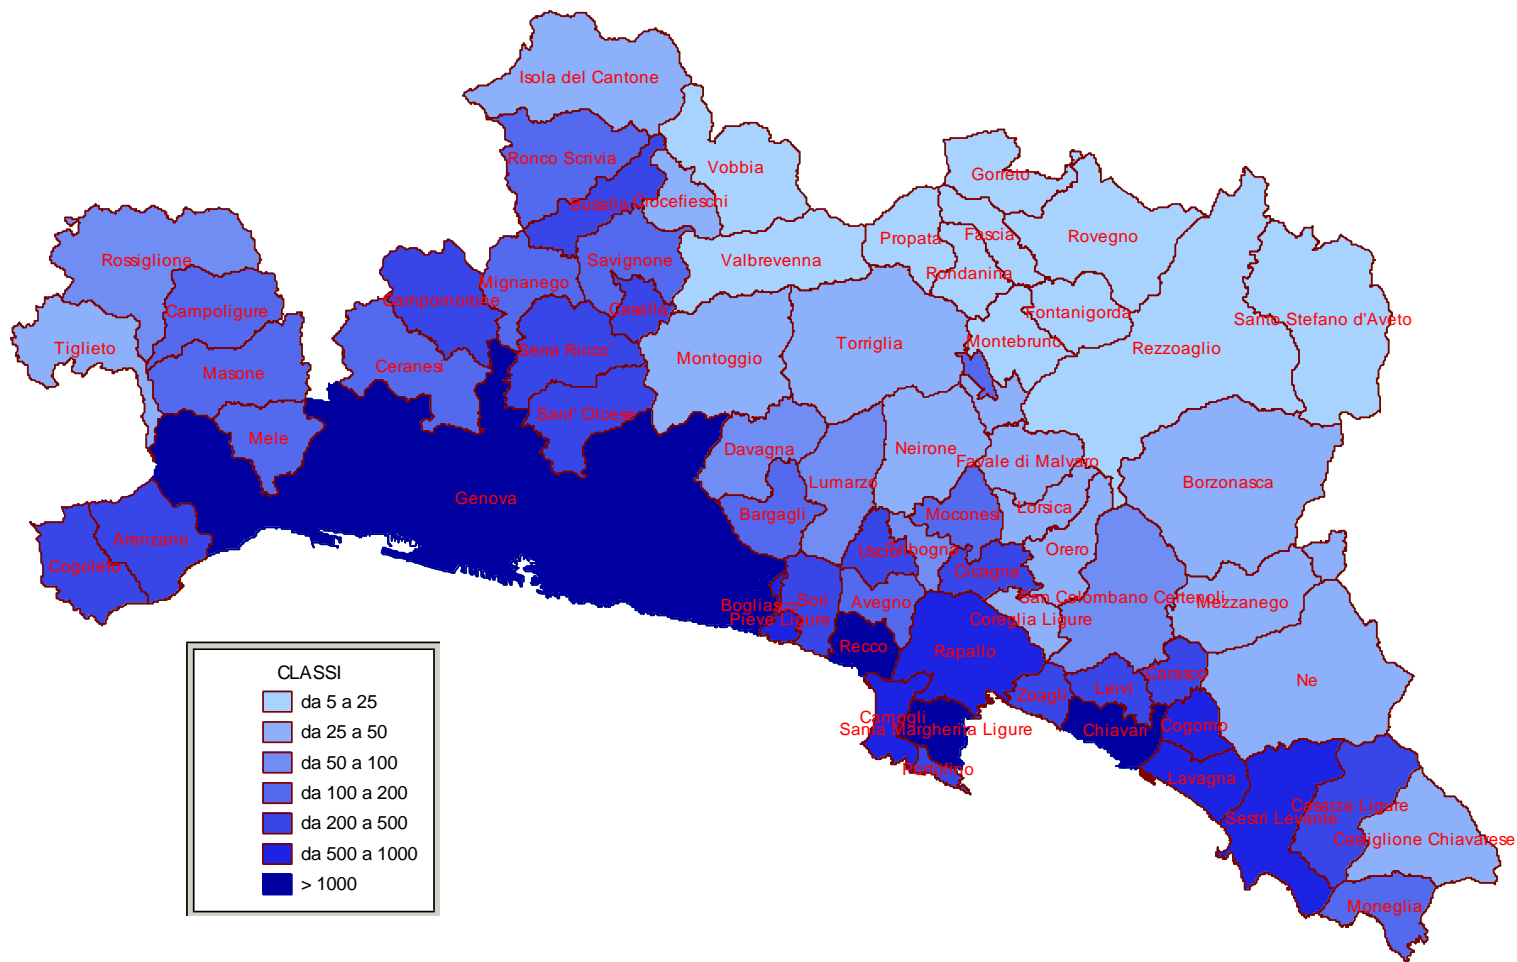 Isola del Cantone
Ronco Scrivia
Vobbia
Gorreto
Busalla
Crocefieschi
Propata
Fascia
Rovegno
Rossiglione
Savignone
Valbrevenna
Rondanina
Mignanego
Campomorone
Campoligure
Casella
Fontanigorda
Santo Stefano d'Aveto
Tiglieto
Serra Ricco'
Montoggio
Torriglia
Montebruno
Rezzoaglio
Masone
Ceranesi
Sant' Olcese
Mele
Davagna
Neirone
Favale di Malvaro
Lumarzo
Borzonasca
Genova
Bargagli
Moconesi
Lorsica
Arenzano
Uscio
Orero
Cogoleto
Cicagna
Bogliasco
Sori
Avegno
San Colombano Certenoli
Mezzanego
Pieve Ligure
Coreglia Ligure
Recco
Rapallo
Carasco
Ne
Zoagli
Leivi
Camogli
Santa Margherita Ligure
Chiavari
Cogorno
Portofino
Lavagna
Casarza Ligure
Sestri Levante
Castiglione Chiavarese
Moneglia
CLASSI
da 5 a 25
da 25 a 50
da 50 a 100
da 100 a 200
da 200 a 500
da 500 a 1000
> 1000